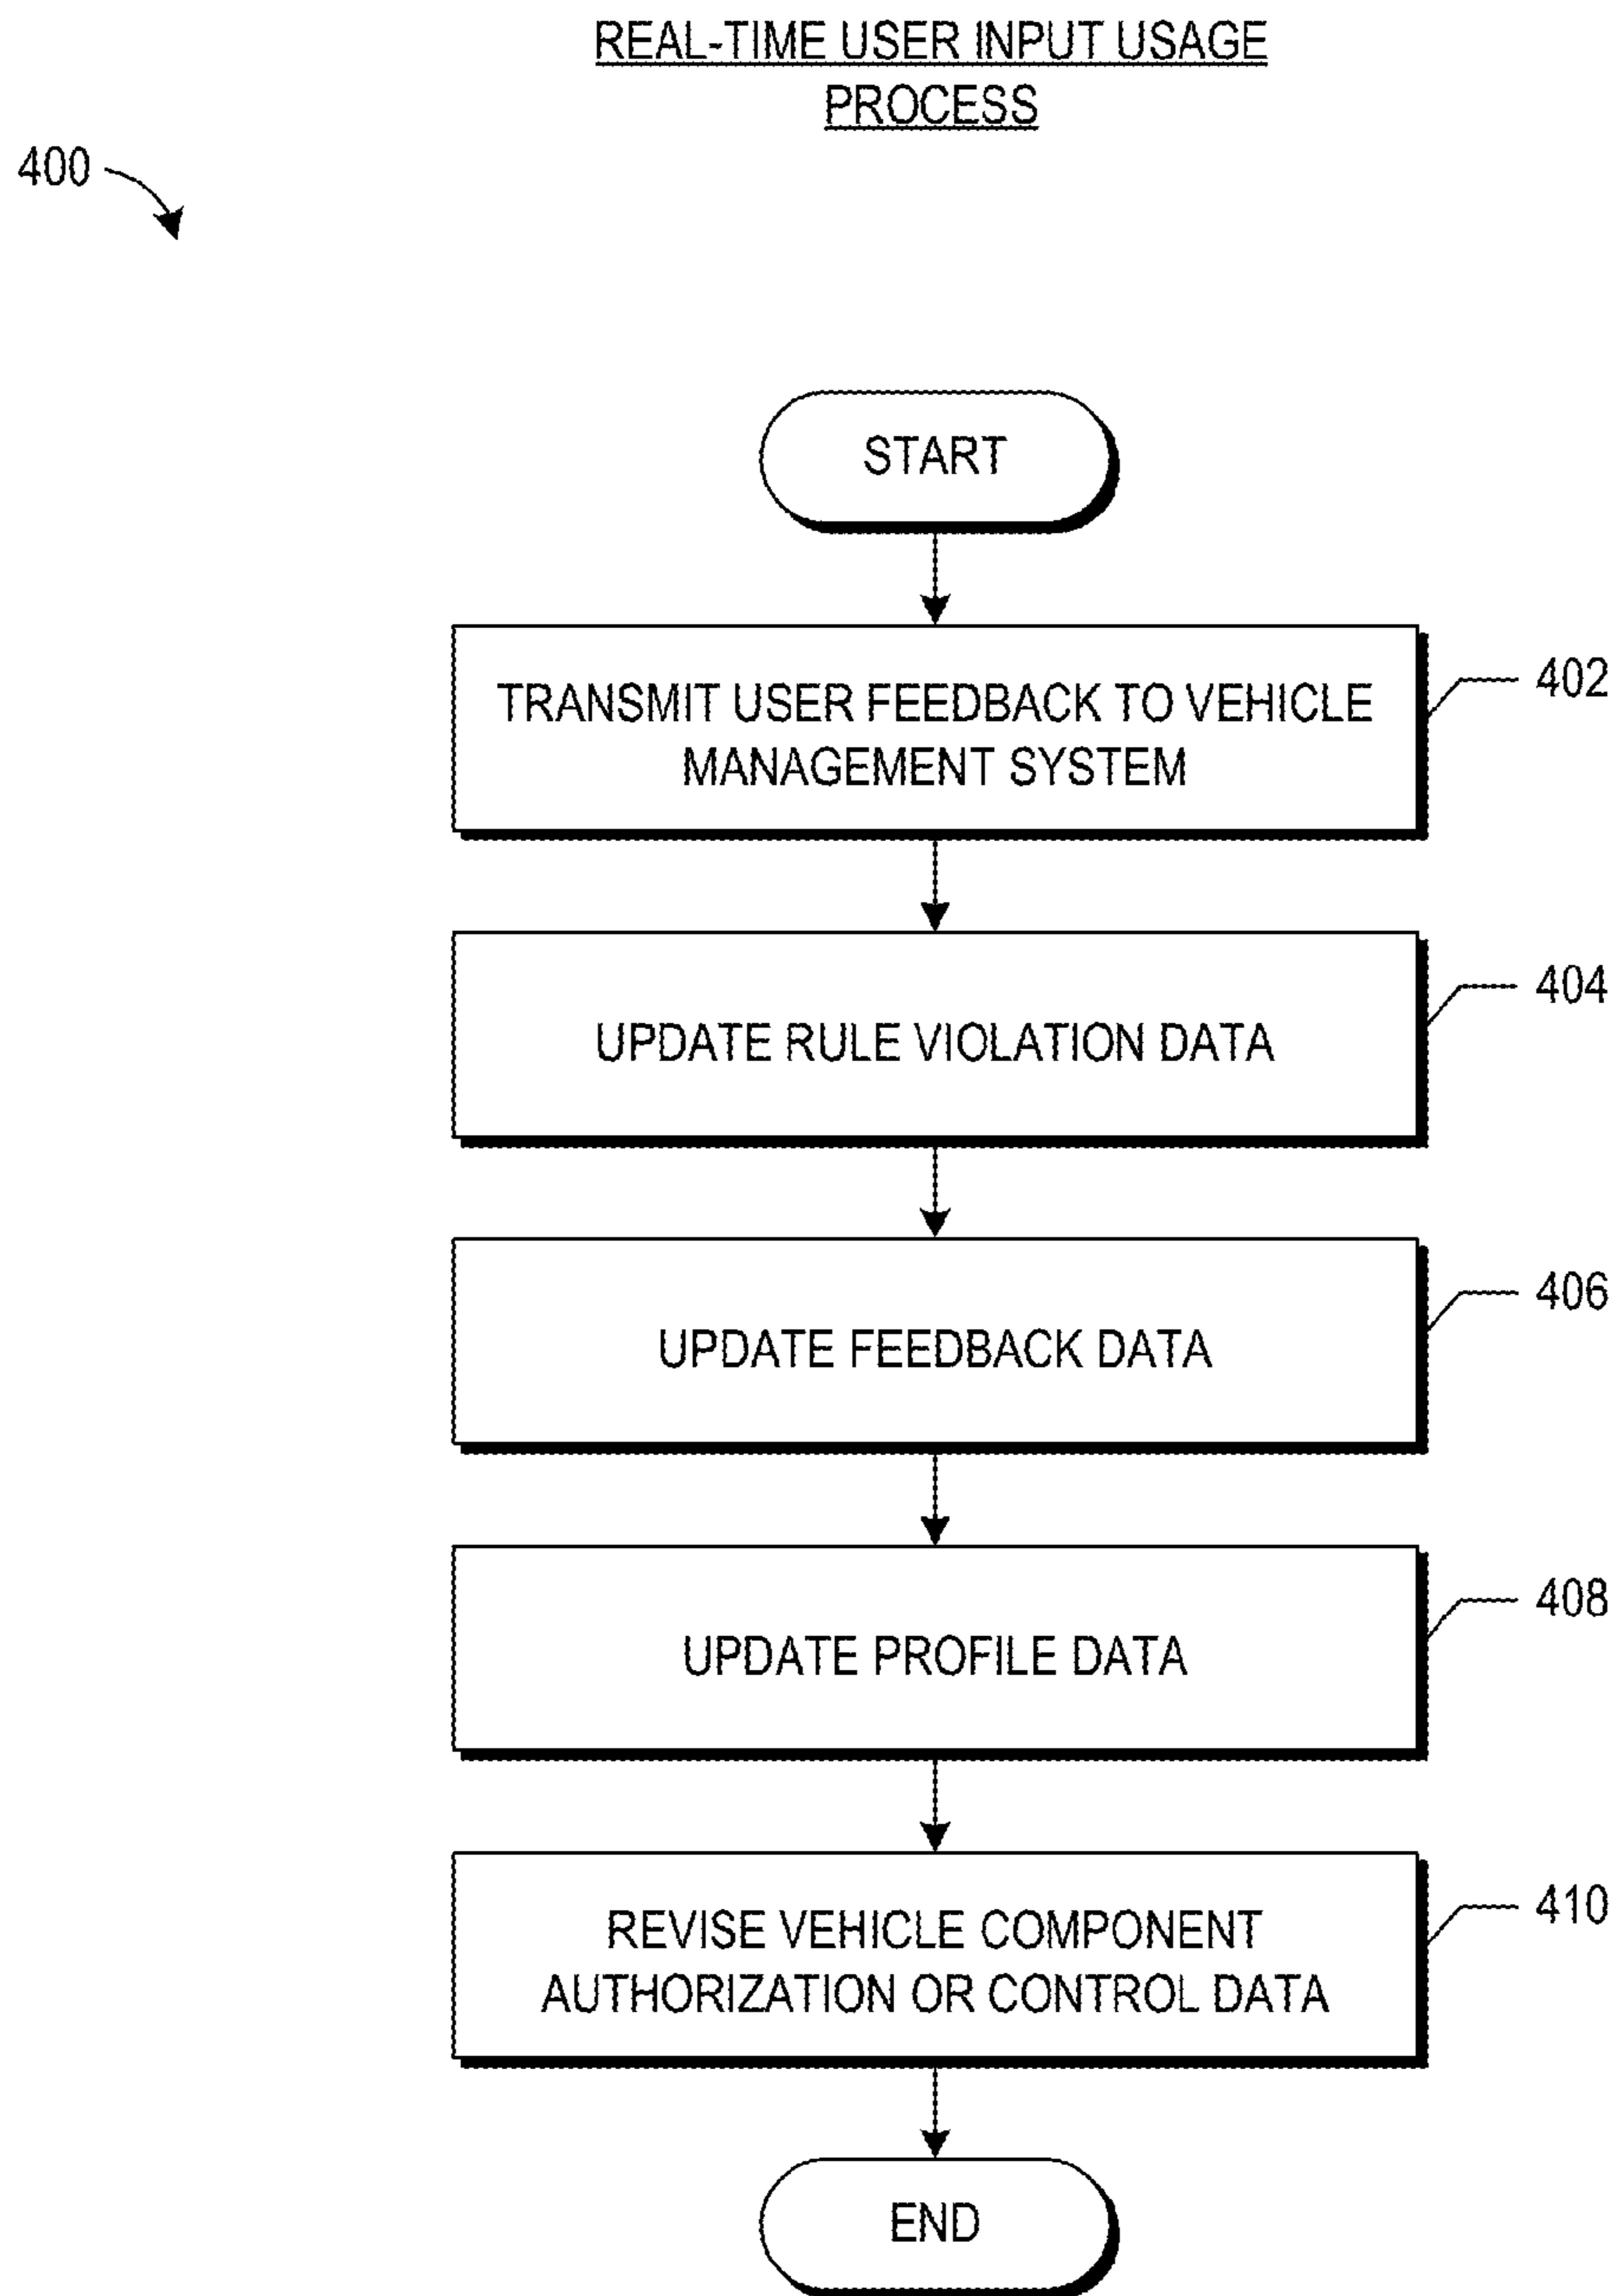 REAL-TIME USER INPUT USAGE
PROCESS
400
START
TRANSMIT USER FEEDBACK TO VEHICLE
MANAGEMENT SYSTEM
402
UPDATE RULE VIOLATION DATA
404
UPDATE FEEDBACK DATA
406
UPDATE PROFILE DATA
408
REVISE VEHICLE COMPONENT
AUTHORIZATION OR CONTROL DATA
410
END